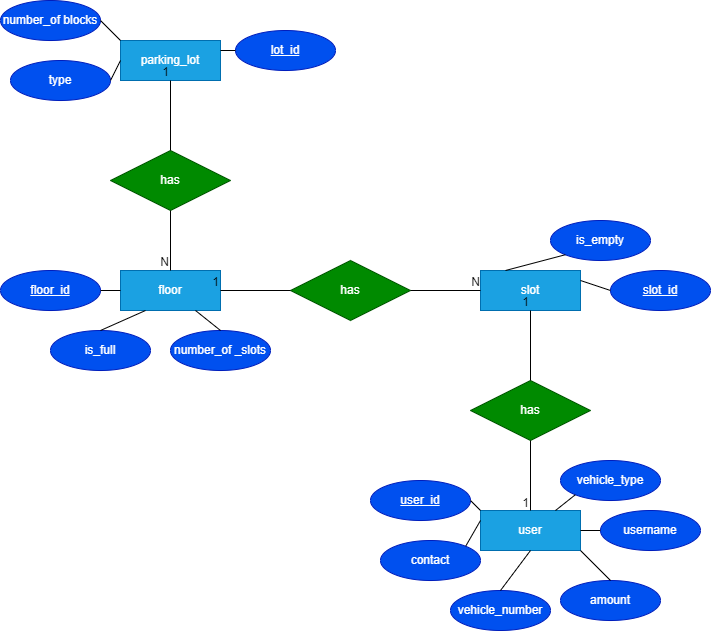 number_of blocks
parking_lot
lot_id
1
type
has
is_empty
N
floor_id
floor
1
has
N
slot
slot_id
1
is_full
number_of _slots
has
vehicle_type
user_id
1
user
username
contact
vehicle_number
amount